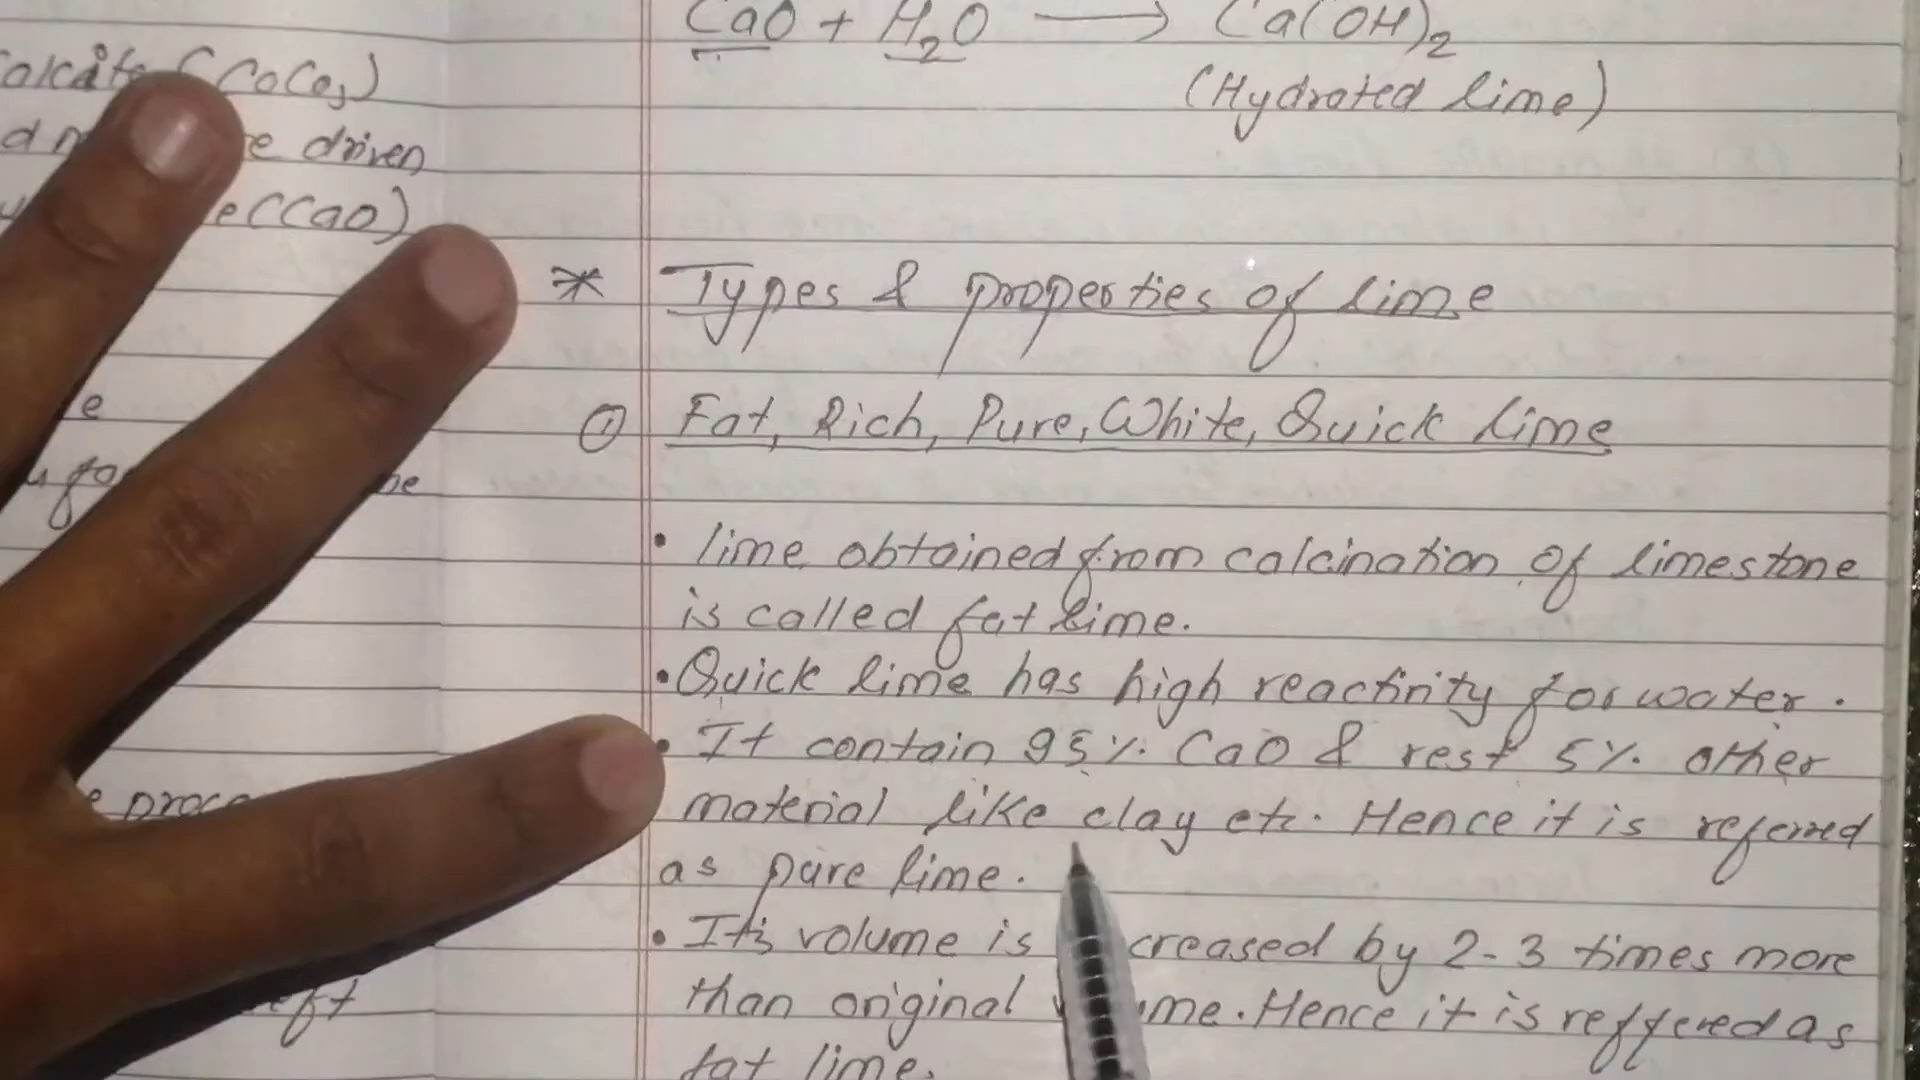 CaO + H2O ⟶ Ca(OH)2
(Hydrated lime)
(CaCo3)
driven
(CaO)
* Types & properties of lime
① Fat, Rich, Pure, White, Quick lime
• lime obtained from calcination of limestone
is called fat lime.
• Quick lime has high reactivity for water.
• It contain 95%. CaO & rest 5%. other
material like clay etc. Hence it is referred
as pure lime.
• It's volume is creased by 2-3 times more
than original ume. Hence it is reffered as
fat lime.